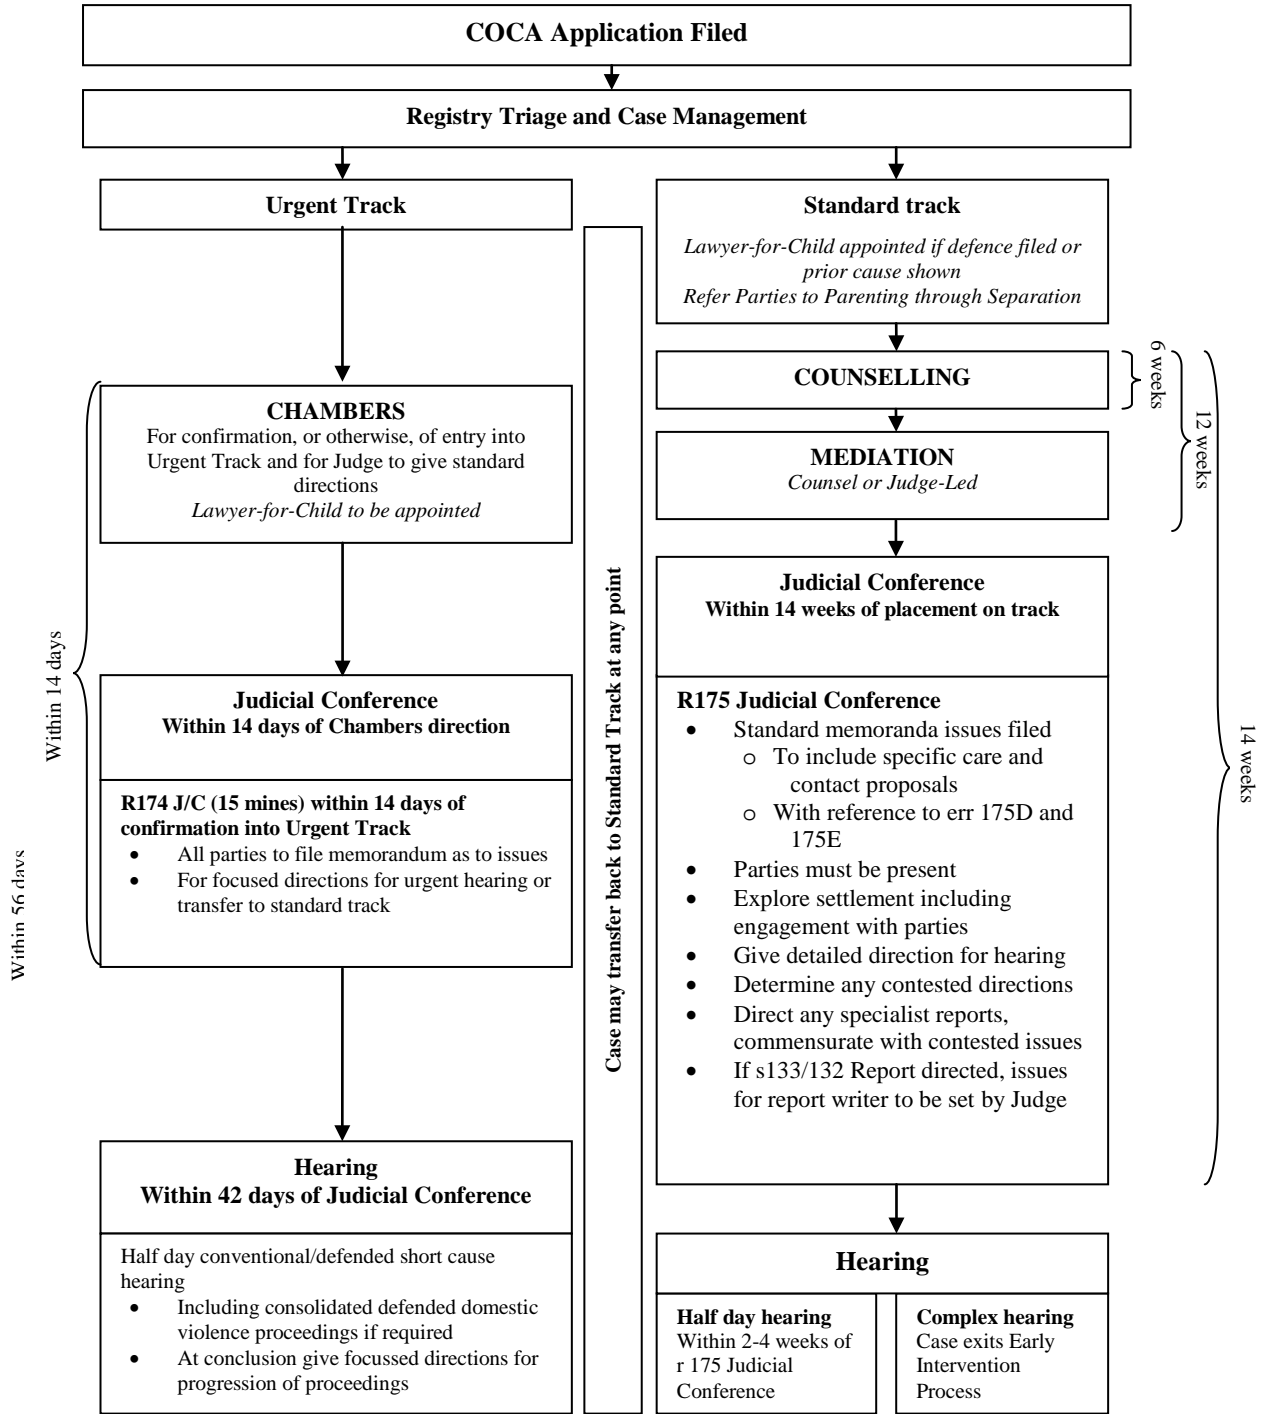 COCA Application Filed
Registry Triage and Case Management
Urgent Track
CHAMBERS
For confirmation, or otherwise, of entry into
Urgent Track and for Judge to give standard
directions
Lawyer-for-Child to be appointed
Within 14 days
Judicial Conference
Within 14 days of Chambers direction
R174 J/C (15 mines) within 14 days of
confirmation into Urgent Track
• All parties to file memorandum as to issues
• For focused directions for urgent hearing or
transfer to standard track
Within 56 days
Hearing
Within 42 days of Judicial Conference
Half day conventional/defended short cause
hearing
• Including consolidated defended domestic
violence proceedings if required
• At conclusion give focussed directions for
progression of proceedings
Case may transfer back to Standard Track at any point
Standard track
Lawyer-for-Child appointed if defence filed or
prior cause shown
Refer Parties to Parenting through Separation
COUNSELLING
6 weeks
MEDIATION
Counsel or Judge-Led
12 weeks
Judicial Conference
Within 14 weeks of placement on track
R175 Judicial Conference
• Standard memoranda issues filed
o To include specific care and
contact proposals
o With reference to err 175D and
175E
• Parties must be present
• Explore settlement including
engagement with parties
• Give detailed direction for hearing
• Determine any contested directions
• Direct any specialist reports,
commensurate with contested issues
• If s133/132 Report directed, issues
for report writer to be set by Judge
14 weeks
Hearing
Half day hearing
Within 2-4 weeks of
r 175 Judicial
Conference
Complex hearing
Case exits Early
Intervention
Process